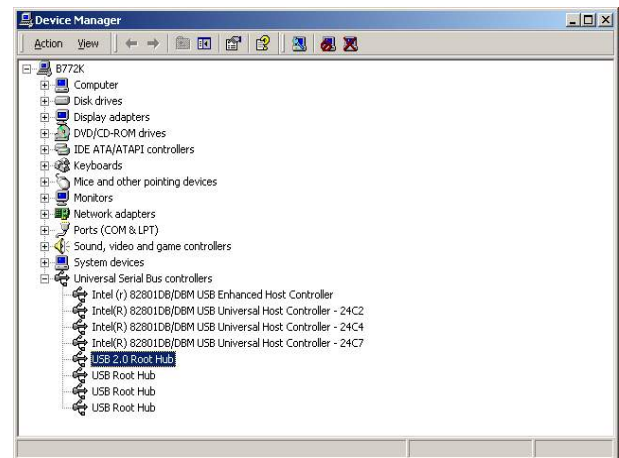 Device Manager
Action View
B772K
Computer
Disk drives
Display adapters
DVD/CD-ROM drives
IDE ATA/ATAPI controllers
Keyboards
Mice and other pointing devices
Monitors
Network adapters
Ports (COM & LPT)
Sound, video and game controllers
System devices
Universal Serial Bus controllers
Intel (r) 82801DB/DBM USB Enhanced Host Controller
Intel(R) 82801DB/DBM USB Universal Host Controller - 24C2
Intel(R) 82801DB/DBM USB Universal Host Controller - 24C4
Intel(R) 82801DB/DBM USB Universal Host Controller - 24C7
USB 2.0 Root Hub
USB Root Hub
USB Root Hub
USB Root Hub